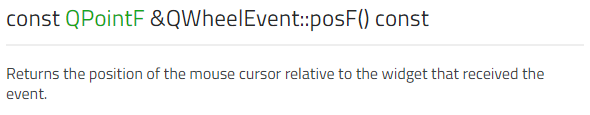 const QPointF &QWheelEvent::posF() const
Returns the position of the mouse cursor relative to the widget that received the
event.